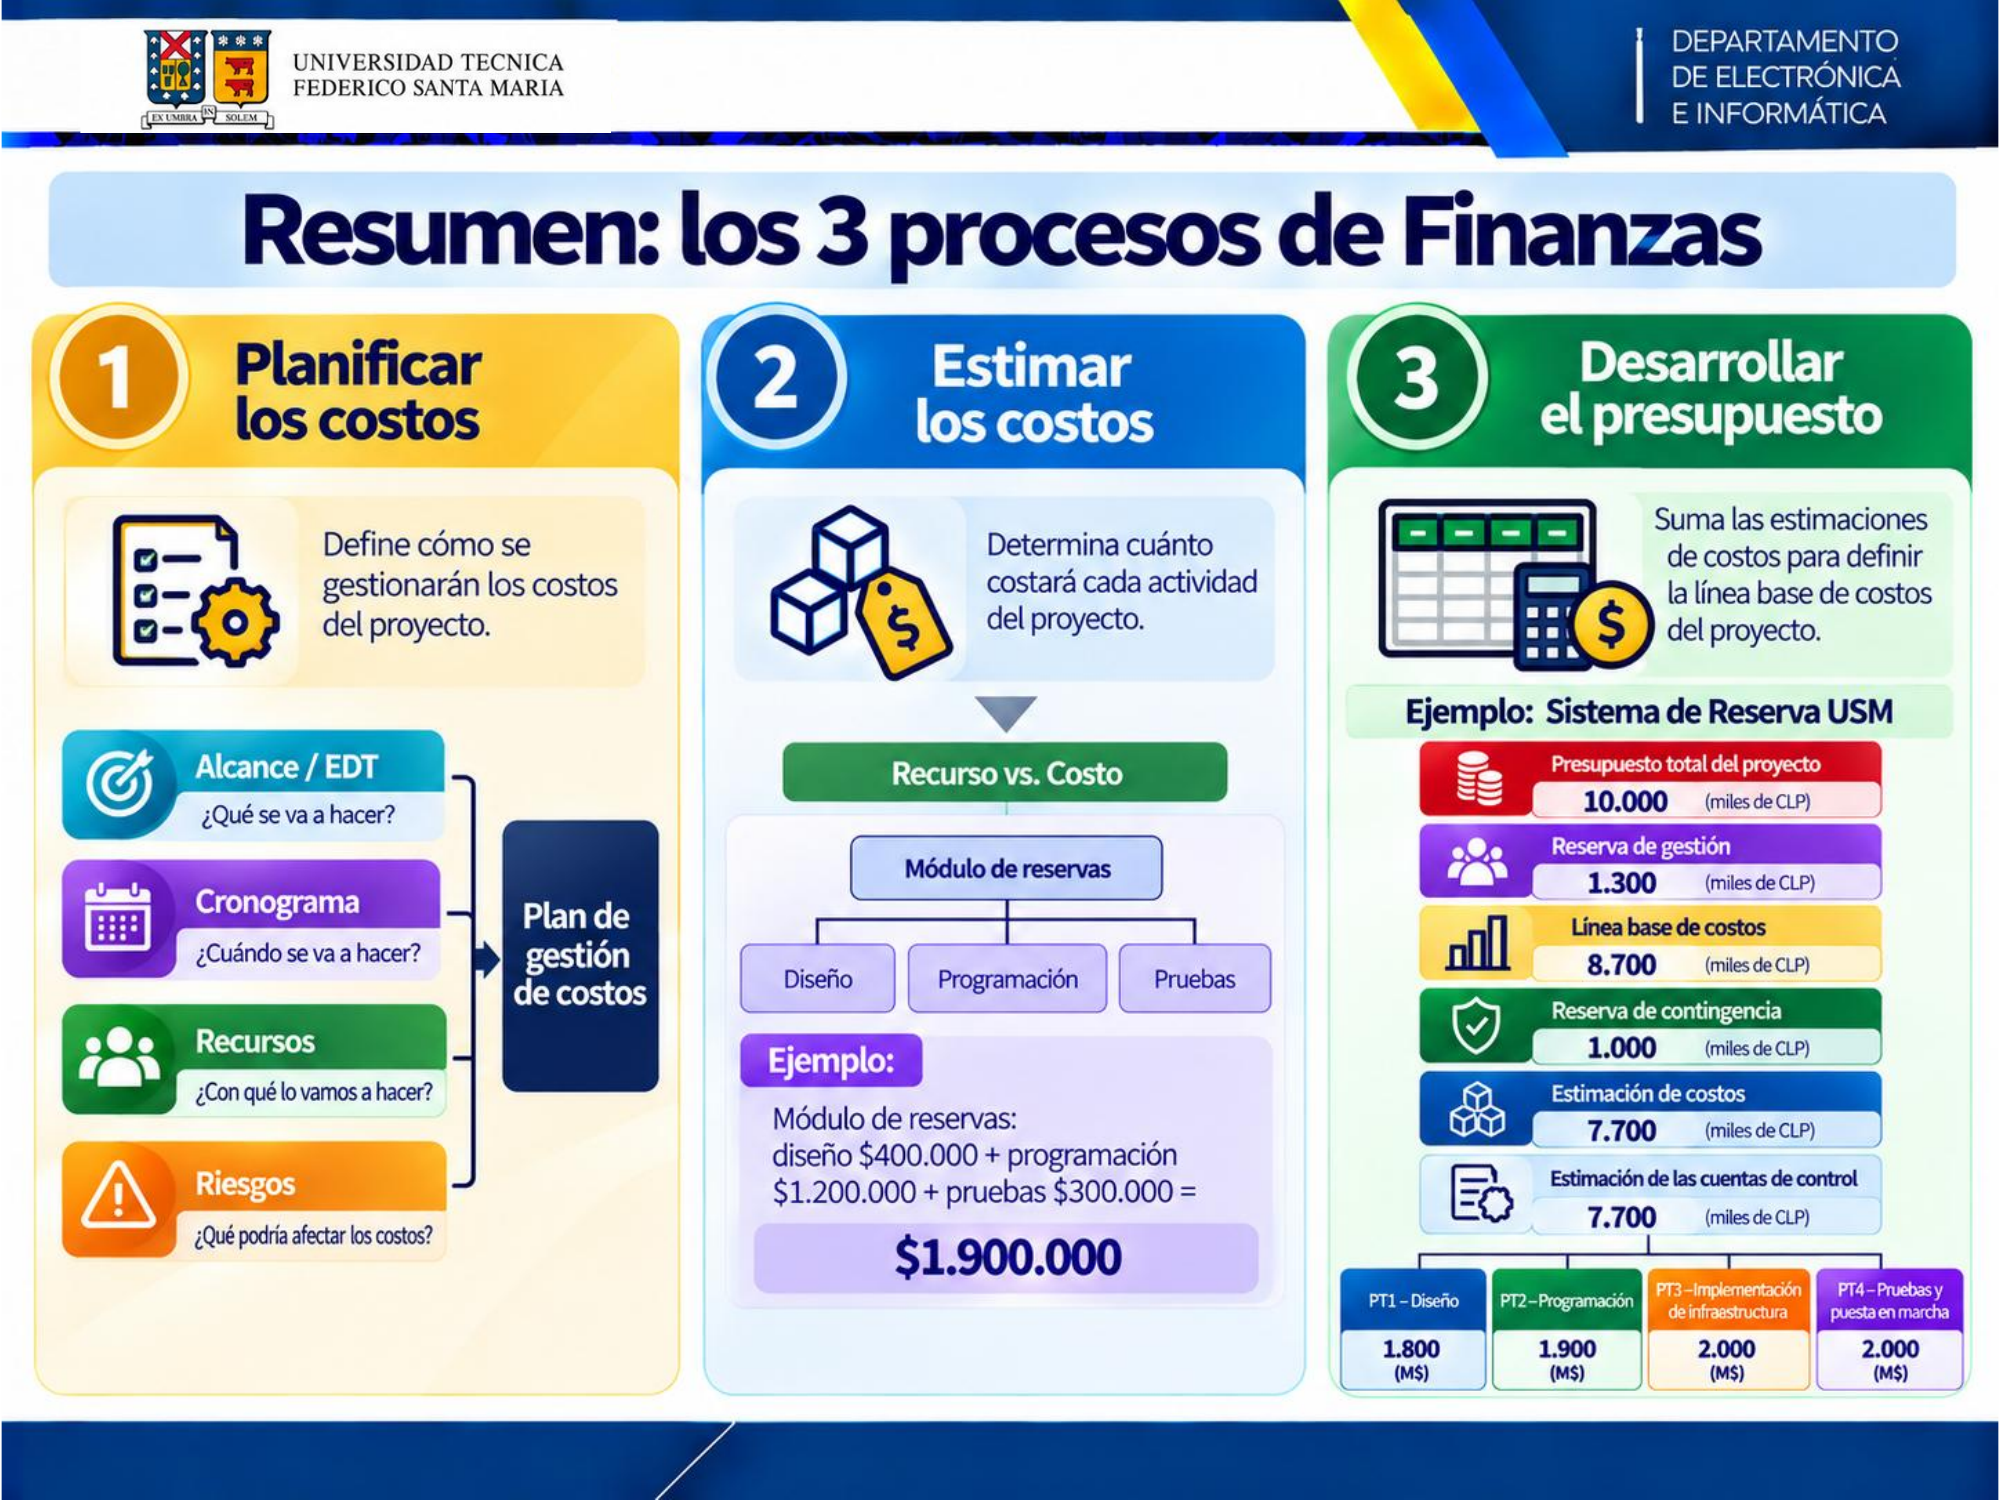 UNIVERSIDAD TECNICA
FEDERICO SANTA MARIA
EX UMBRA IN SOLEM
DEPARTAMENTO
DE ELECTRÓNICA
E INFORMÁTICA
Resumen: los 3 procesos de Finanzas
1
Planificar
los costos
Define cómo se
gestionarán los costos
del proyecto.
Alcance / EDT
¿Qué se va a hacer?
Cronograma
¿Cuándo se va a hacer?
Recursos
¿Con qué lo vamos a hacer?
Riesgos
¿Qué podría afectar los costos?
Plan de
gestión
de costos
2
Estimar
los costos
$
Determina cuánto
costará cada actividad
del proyecto.
Recurso vs. Costo
Módulo de reservas
Diseño
Programación
Pruebas
Ejemplo:
Módulo de reservas:
diseño $400.000 + programación
$1.200.000 + pruebas $300.000 =
$1.900.000
3
Desarrollar
el presupuesto
$
Suma las estimaciones
de costos para definir
la línea base de costos
del proyecto.
Ejemplo: Sistema de Reserva USM
Presupuesto total del proyecto
10.000 (miles de CLP)
Reserva de gestión
1.300 (miles de CLP)
Línea base de costos
8.700 (miles de CLP)
Reserva de contingencia
1.000 (miles de CLP)
Estimación de costos
7.700 (miles de CLP)
Estimación de las cuentas de control
7.700 (miles de CLP)
PT1 – Diseño
1.800
(M$)
PT2 – Programación
1.900
(M$)
PT3 – Implementación
de infraestructura
2.000
(M$)
PT4 – Pruebas y
puesta en marcha
2.000
(M$)